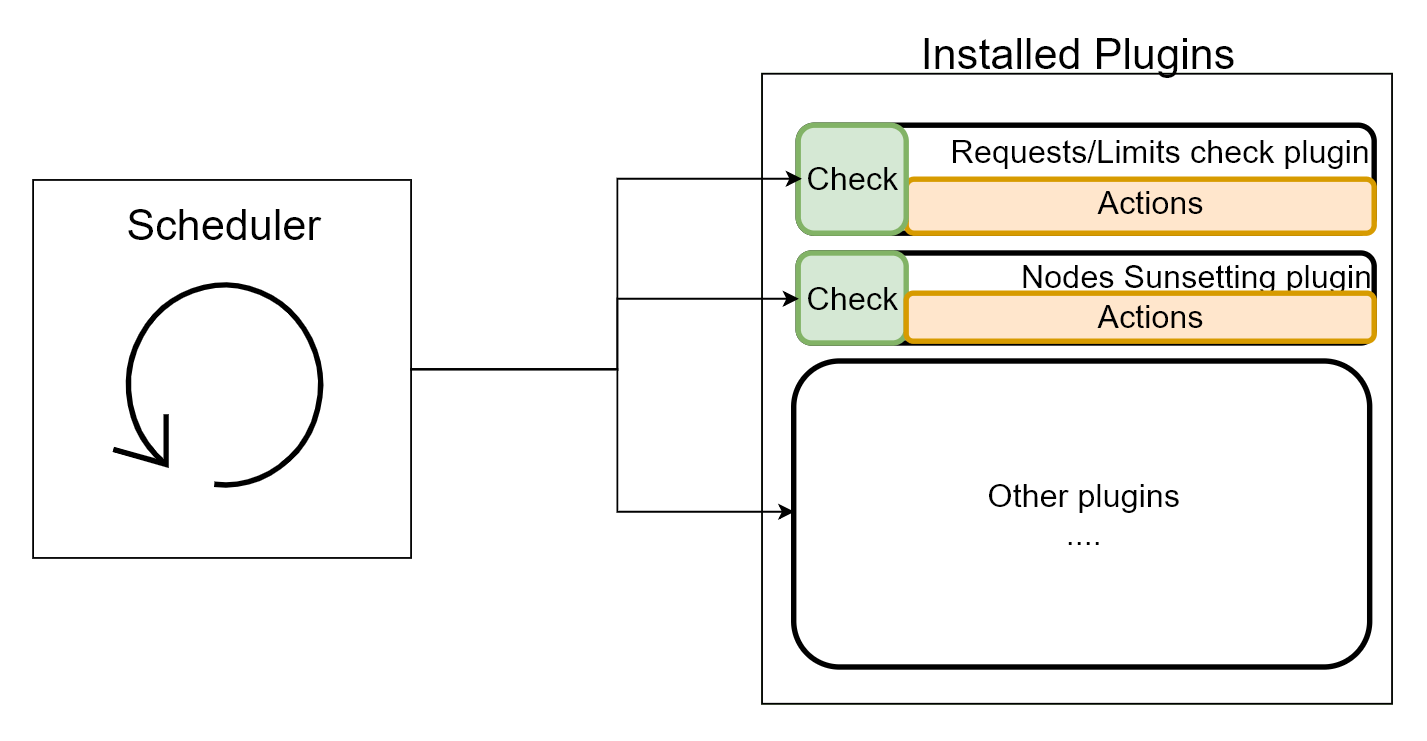 Installed Plugins
Scheduler
Check
Requests/Limits check plugin
Actions
Check
Nodes Sunsetting plugin
Actions
Other plugins
....